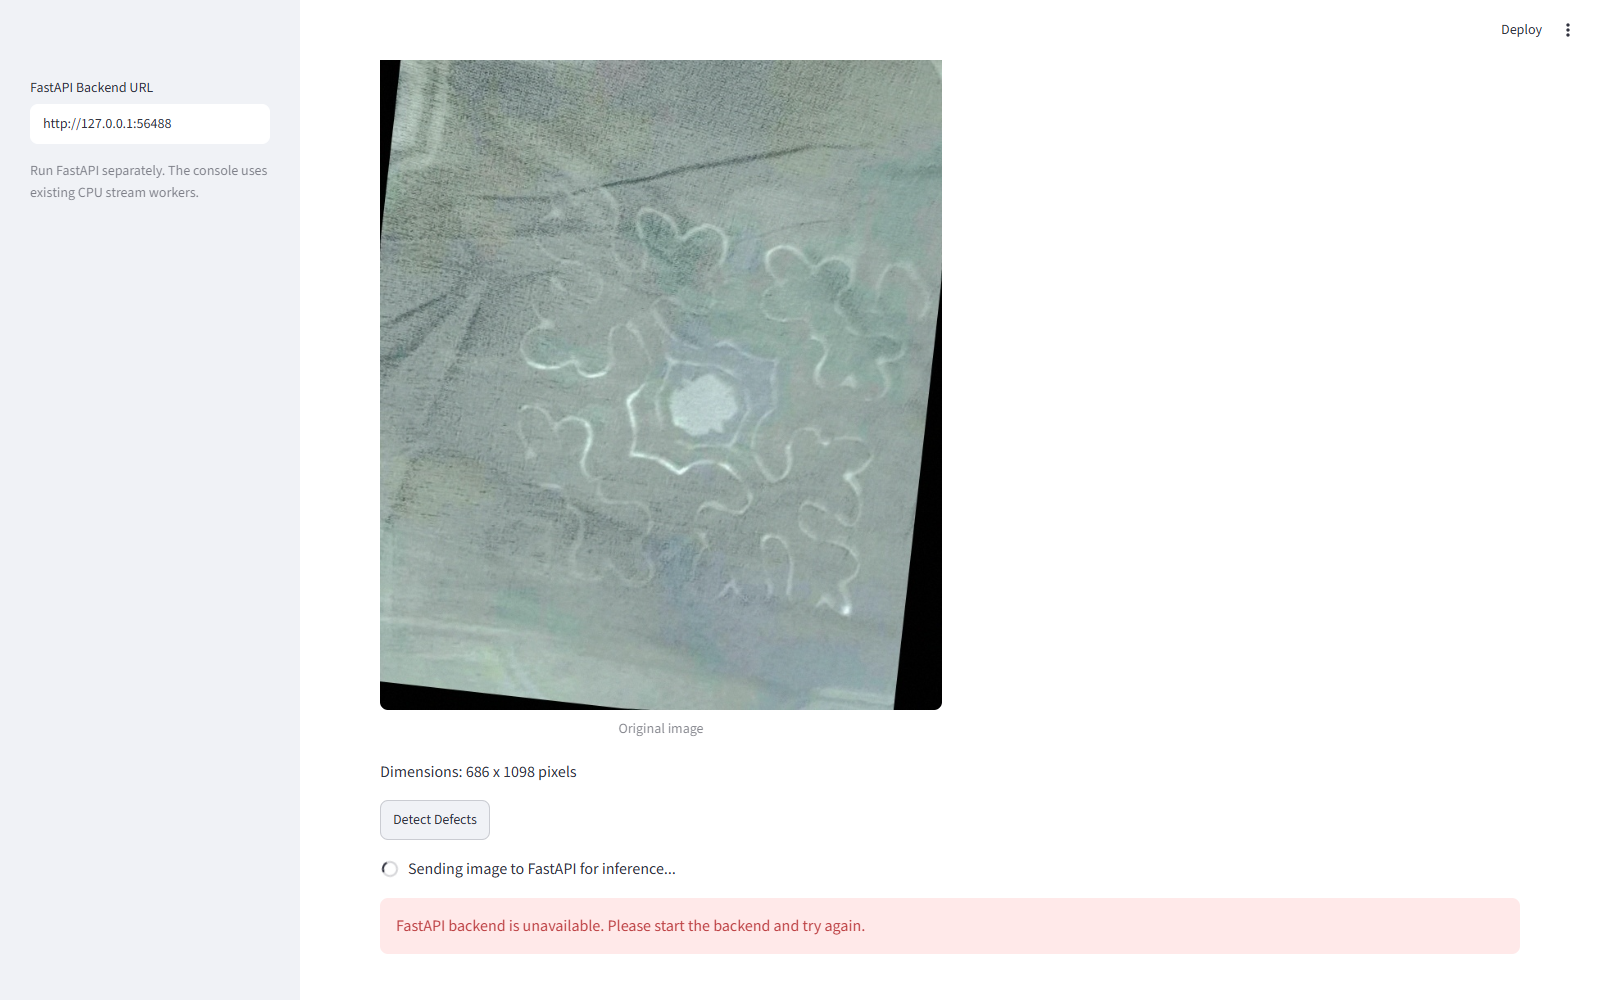 Deploy
FastAPI Backend URL
http://127.0.0.1:56488
Run FastAPI separately. The console uses
existing CPU stream workers.
Original image
Dimensions: 686 x 1098 pixels
Detect Defects
Sending image to FastAPI for inference...
FastAPI backend is unavailable. Please start the backend and try again.